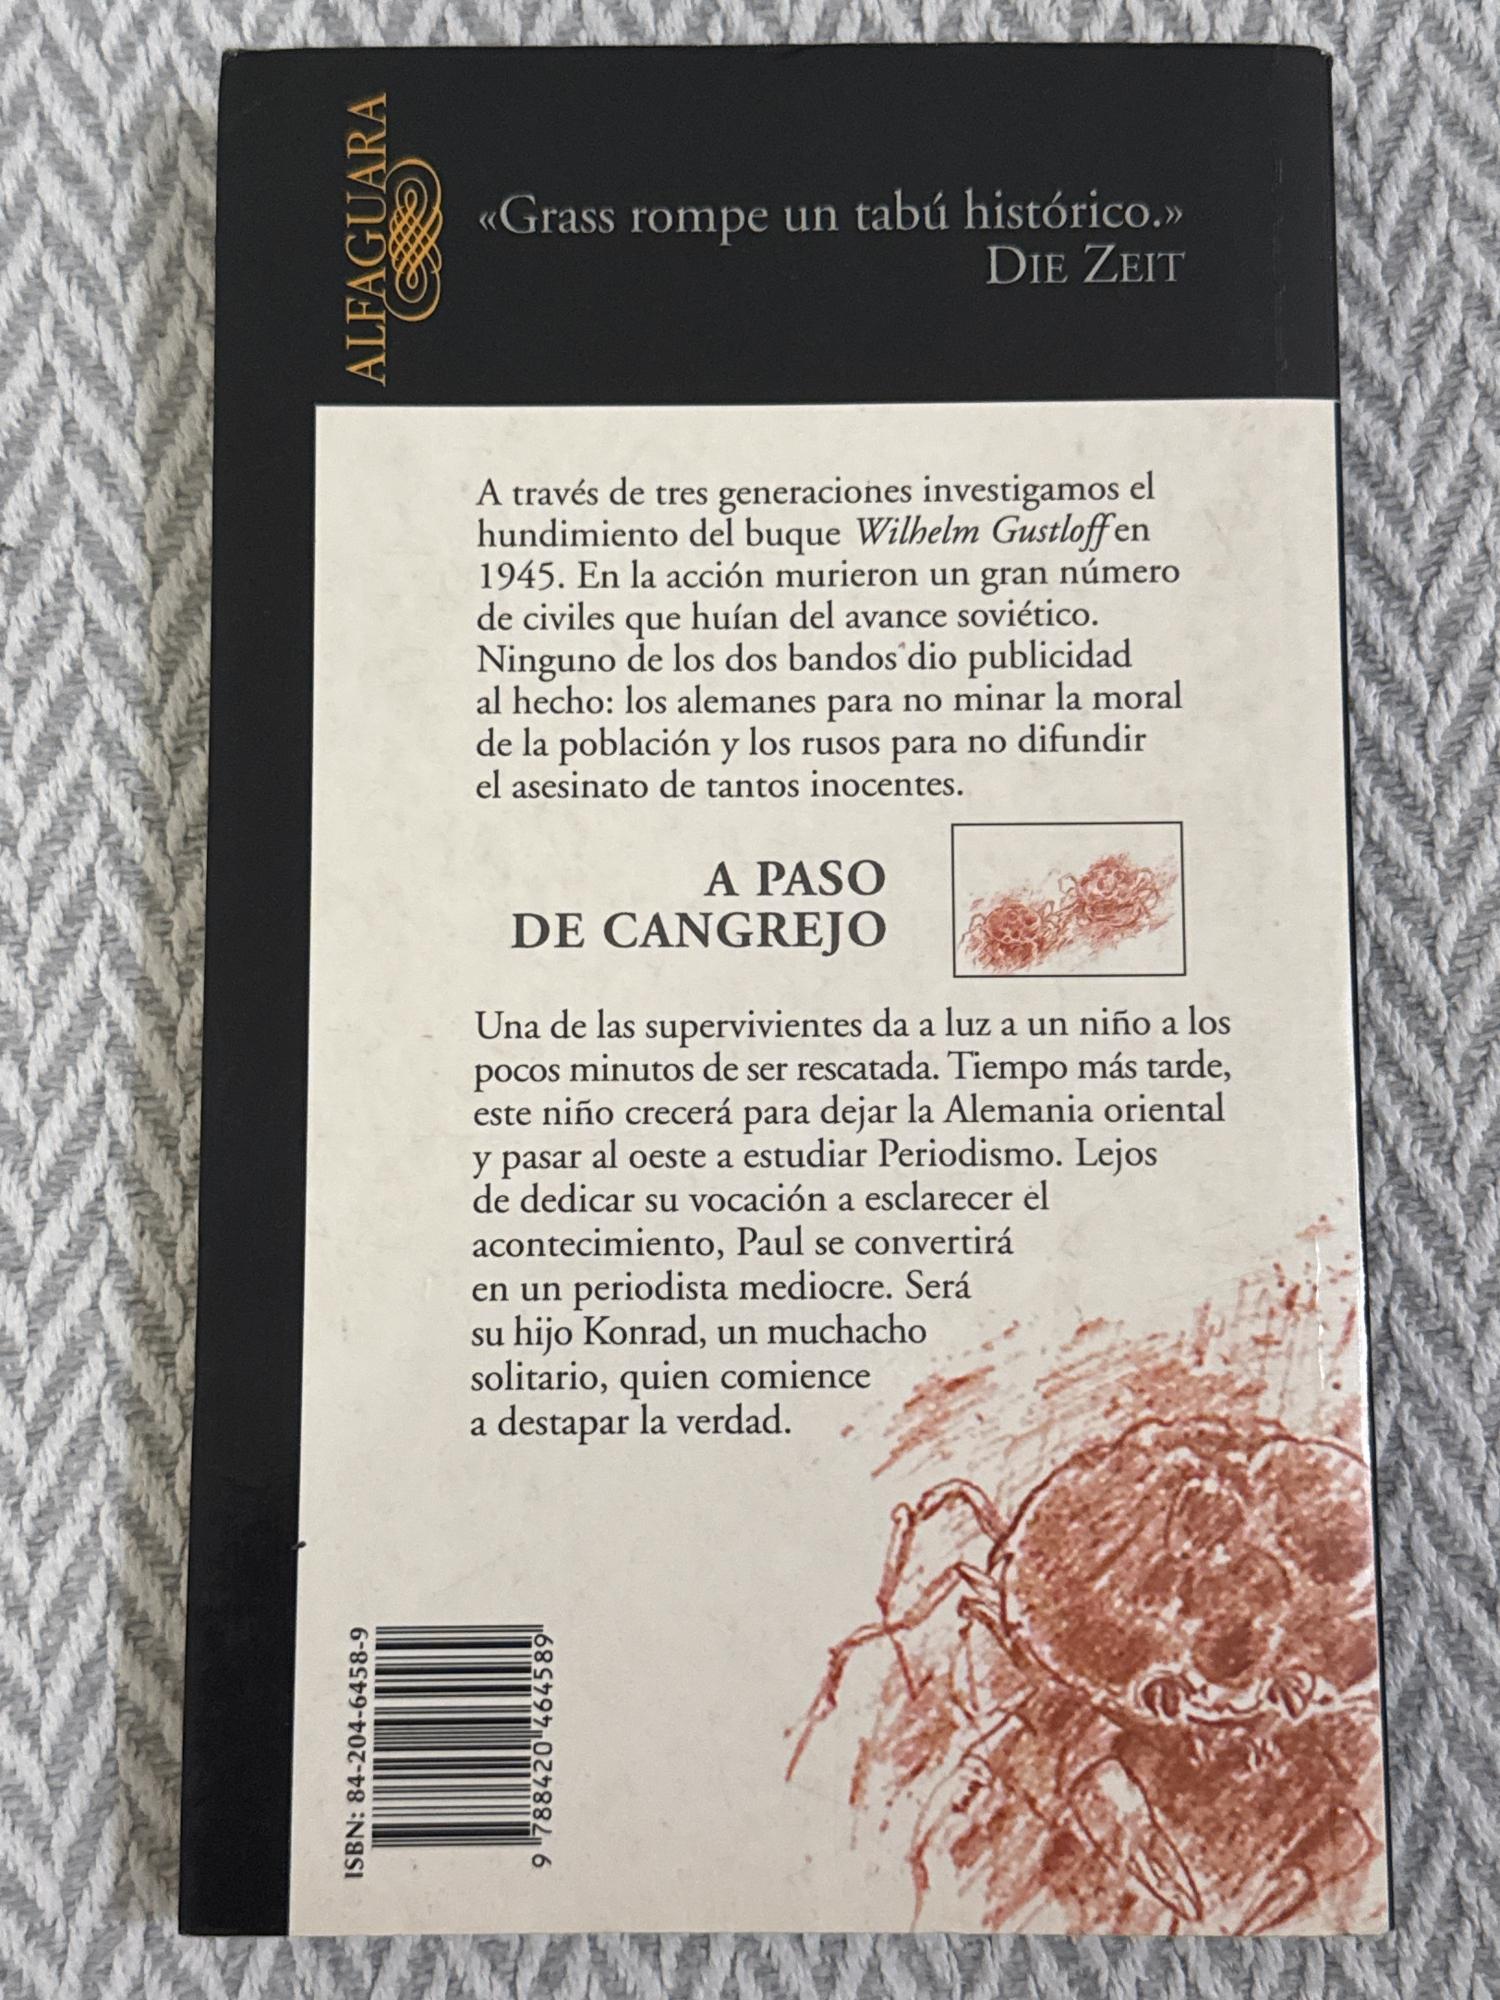 ALFAGUARA
«Grass rompe un tabú histórico.»
DIE ZEIT
A través de tres generaciones investigamos el
hundimiento del buque Wilhelm Gustloff en
1945. En la acción murieron un gran número
de civiles que huían del avance soviético.
Ninguno de los dos bandos dio publicidad
al hecho: los alemanes para no minar la moral
de la población y los rusos para no difundir
el asesinato de tantos inocentes.
A PASO
DE CANGREJO
Una de las supervivientes da a luz a un niño a los
pocos minutos de ser rescatada. Tiempo más tarde,
este niño crecerá para dejar la Alemania oriental
y pasar al oeste a estudiar Periodismo. Lejos
de dedicar su vocación a esclarecer el
acontecimiento, Paul se convertirá
en un periodista mediocre. Será
su hijo Konrad, un muchacho
solitario, quien comience
a destapar la verdad.
ISBN: 84-204-6458-9
9 788420 464589